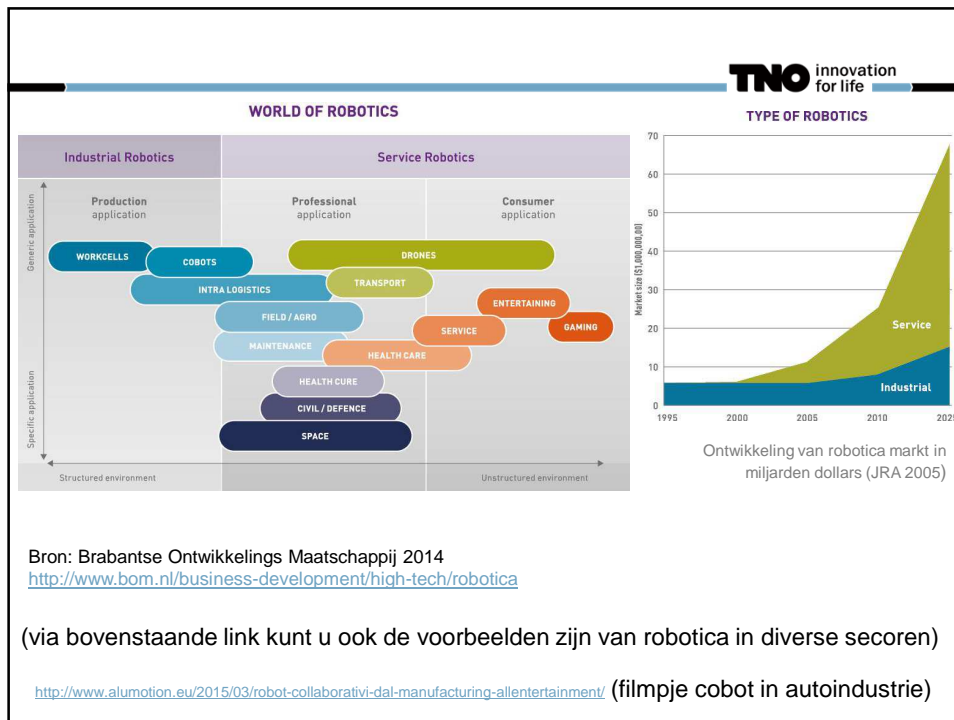 TNO innovation
for life
WORLD OF ROBOTICS
Industrial Robotics
Service Robotics
Generic application
Specific application
Production
application
Professional
application
Consumer
application
WORKCELLS
COBOTS
DRONES
INTRA LOGISTICS
TRANSPORT
ENTERTAINING
FIELD / AGRO
SERVICE
GAMING
MAINTENANCE
HEALTH CARE
HEALTH CURE
CIVIL / DEFENCE
SPACE
Structured environment
Unstructured environment
TYPE OF ROBOTICS
Market size ($1,000,000,00)
70
60
50
40
30
20
10
0
Service
Industrial
1995
2000
2005
2010
2025
Ontwikkeling van robotica markt in
miljarden dollars (JRA 2005)
Bron: Brabantse Ontwikkelings Maatschappij 2014
http://www.bom.nl/business-development/high-tech/robotica
(via bovenstaande link kunt u ook de voorbeelden zijn van robotica in diverse secoren)
http://www.alumotion.eu/2015/03/robot-collaborativi-dal-manufacturing-allentertainment/ (filmpje cobot in autoindustrie)